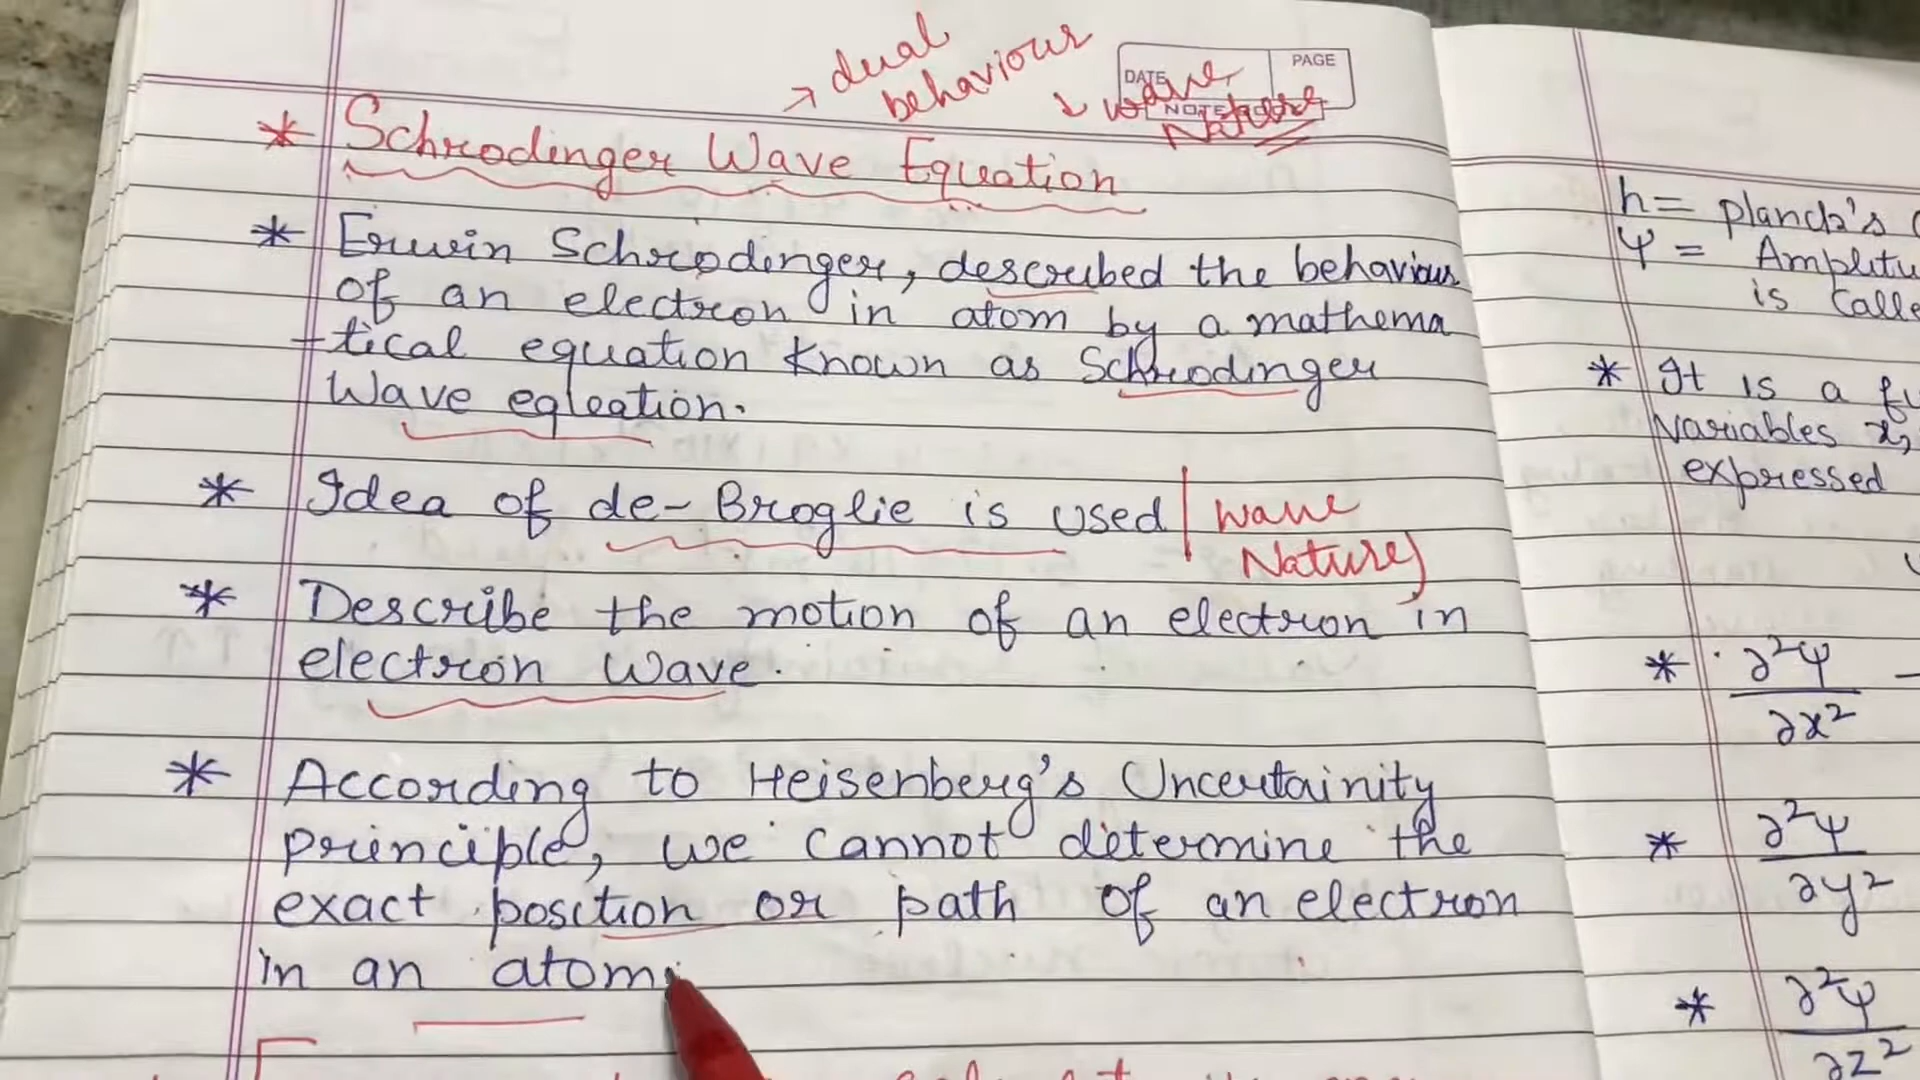 → dual
behaviour
↓ wave
Nature
DATE
PAGE
* Schrodinger Wave Equation
* Erwin Schrodinger, described the behaviour
of an electron in atom by a mathema
-tical equation known as Schrodinger
Wave eqleation.
* Idea of de-Broglie is used | wave
Nature)
* Describe the motion of an electron in
electron wave.
* According to Heisenberg's Uncertainity
principle, we cannot determine the
exact position or path of an electron
in an atom.
h = planck's
Ψ = Amplitu
is calle
* It is a fu
variables x,
expressed
* ∂²Ψ
∂x²
* ∂²Ψ
∂y²
* ∂²Ψ
∂z²